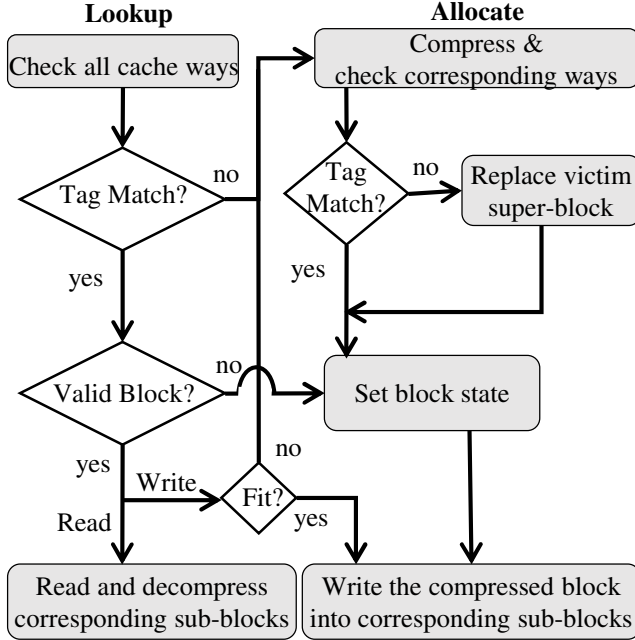 Lookup
Allocate
Check all cache ways
Compress &
check corresponding ways
Tag Match?
no
Tag
Match?
no
Replace victim
super-block
yes
yes
Valid Block?
no
Set block state
yes
Write
no
Fit?
yes
Read
Read and decompress
corresponding sub-blocks
Write the compressed block
into corresponding sub-blocks